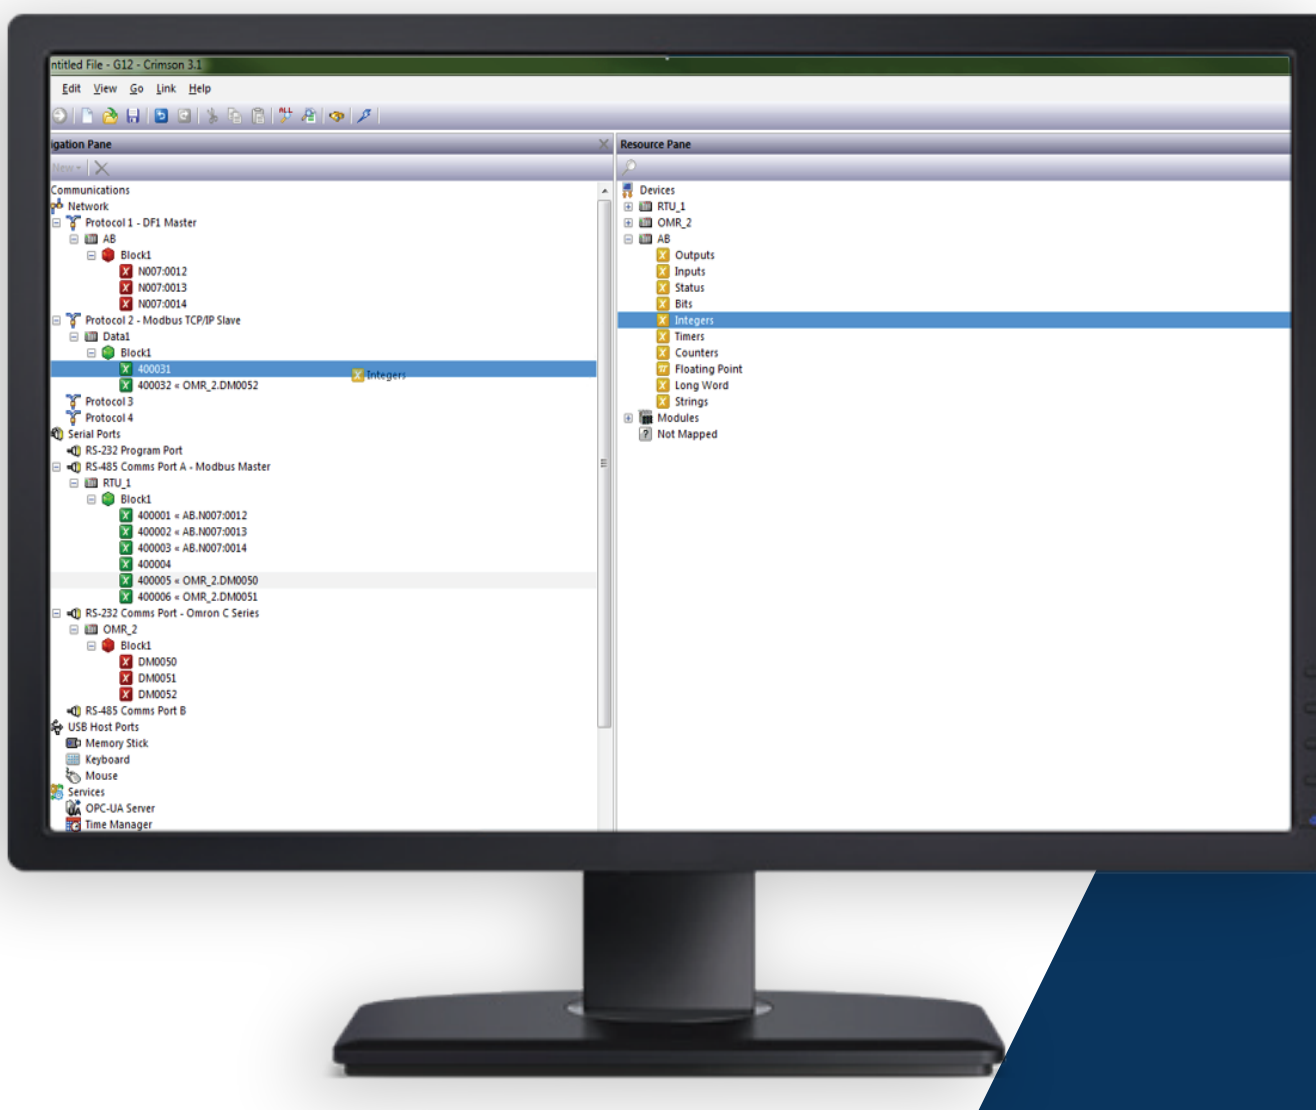 ntitled File - G12 - Crimson 3.1
Edit View Go Link Help
ALL
igation Pane
New
Communications
Network
Protocol 1 - DF1 Master
AB
Block1
N007:0012
N007:0013
N007:0014
Protocol 2 - Modbus TCP/IP Slave
Data1
Block1
400031
Integers
400032 « OMR_2.DM0052
Protocol 3
Protocol 4
Serial Ports
RS-232 Program Port
RS-485 Comms Port A - Modbus Master
RTU_1
Block1
400001 « AB.N007:0012
400002 « AB.N007:0013
400003 « AB.N007:0014
400004
400005 « OMR_2.DM0050
400006 « OMR_2.DM0051
RS-232 Comms Port - Omron C Series
OMR_2
Block1
DM0050
DM0051
DM0052
RS-485 Comms Port B
USB Host Ports
Memory Stick
Keyboard
Mouse
Services
OPC-UA Server
Time Manager
Resource Pane
Devices
RTU_1
OMR_2
AB
Outputs
Inputs
Status
Bits
Integers
Timers
Counters
Floating Point
Long Word
Strings
Modules
Not Mapped